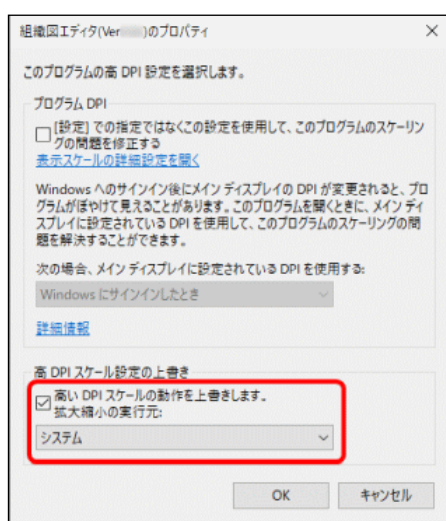 組織図エディタ(Ver )のプロパティ
このプログラムの高 DPI 設定を選択します。
プログラム DPI
[設定] での指定ではなくこの設定を使用して、このプログラムのスケーリン
グの問題を修正する
表示スケールの詳細設定を開く
Windows へのサインイン後にメイン ディスプレイの DPI が変更されると、プロ
グラムがぼやけて見えることがあります。このプログラムを開くときに、メイン ディ
スプレイに設定されている DPI を使用して、このプログラムのスケーリングの問
題を解決することができます。
次の場合、メイン ディスプレイに設定されている DPI を使用する:
Windows にサインインしたとき
詳細情報
高 DPI スケール設定の上書き
高い DPI スケールの動作を上書きします。
拡大縮小の実行元:
システム
OK キャンセル